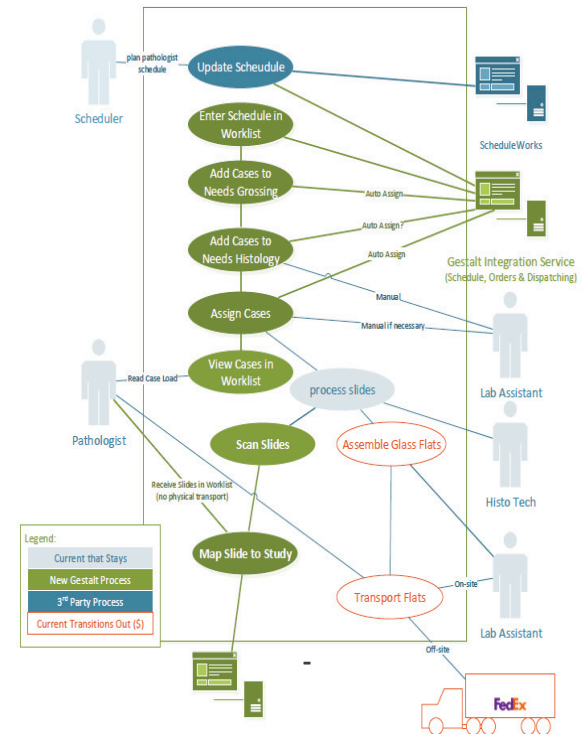 plan pathologist
schedule
Update Scheudule
Scheduler
ScheduleWorks
Enter Schedule in
Worklist
Add Cases to
Needs Grossing
Auto Assign
Auto Assign?
Add Cases to
Needs Histology
Auto Assign
Gestalt Integration Service
(Schedule, Orders & Dispatching)
Manual
Assign Cases
Manual if necessary
View Cases in
Worklist
Read Case Load
process slides
Lab Assistant
Pathologist
Scan Slides
Assemble Glass Flats
Receive Slides in Worklist
(no physical transport)
Histo Tech
Legend:
Current that Stays
New Gestalt Process
3rd Party Process
Current Transitions Out ($)
Map Slide to Study
Transport Flats
On-site
Lab Assistant
Off-site
FedEx